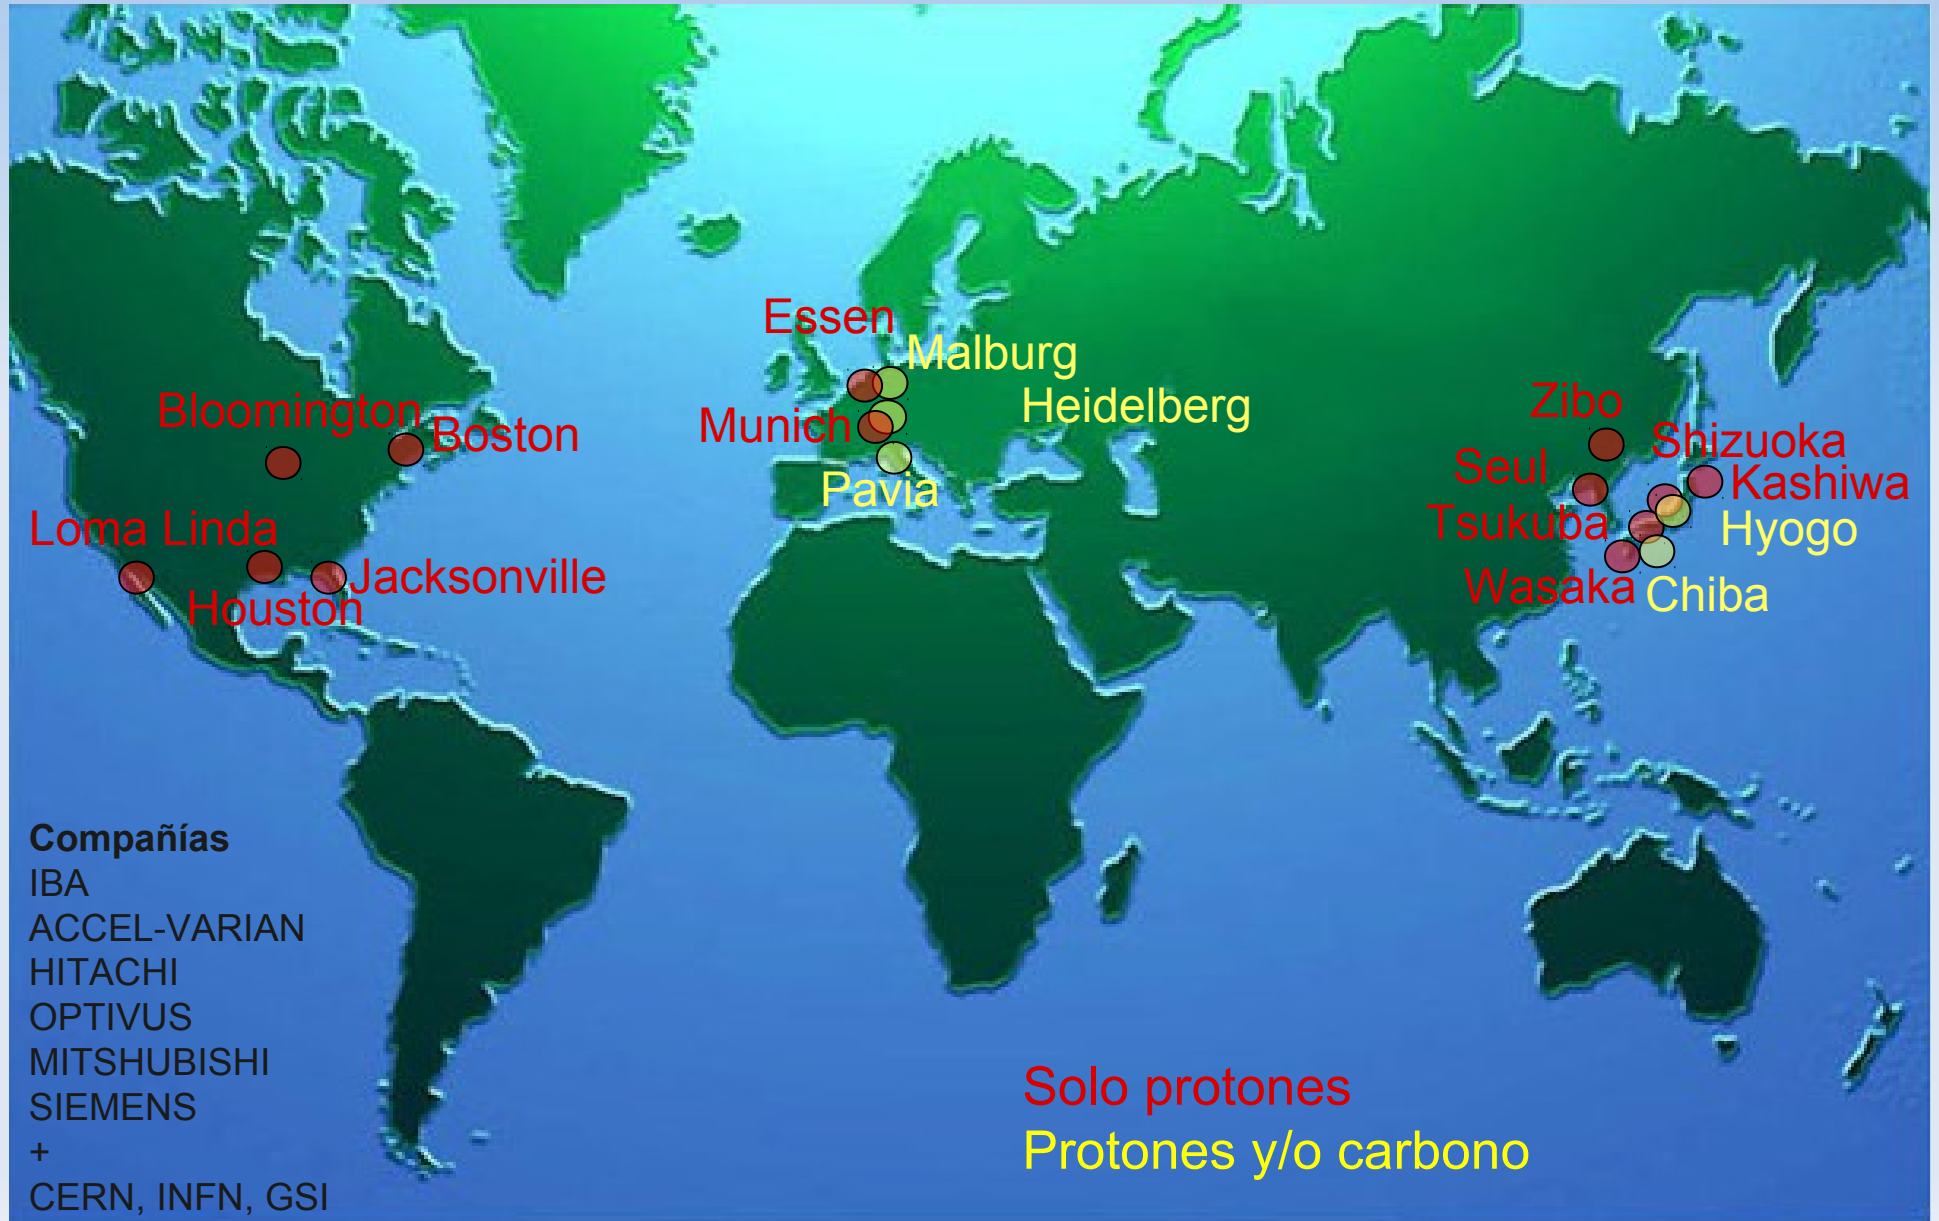 Essen
Malburg
Bloomington
Boston
Munich
Heidelberg
Zibo
Shizuoka
Seul
Kashiwa
Pavia
Loma Linda
Tsukuba
Hyogo
Jacksonville
Houston
Wasaka
Chiba
Compañías
IBA
ACCEL-VARIAN
HITACHI
OPTIVUS
MITSHUBISHI
SIEMENS
+
CERN, INFN, GSI
Solo protones
Protones y/o carbono